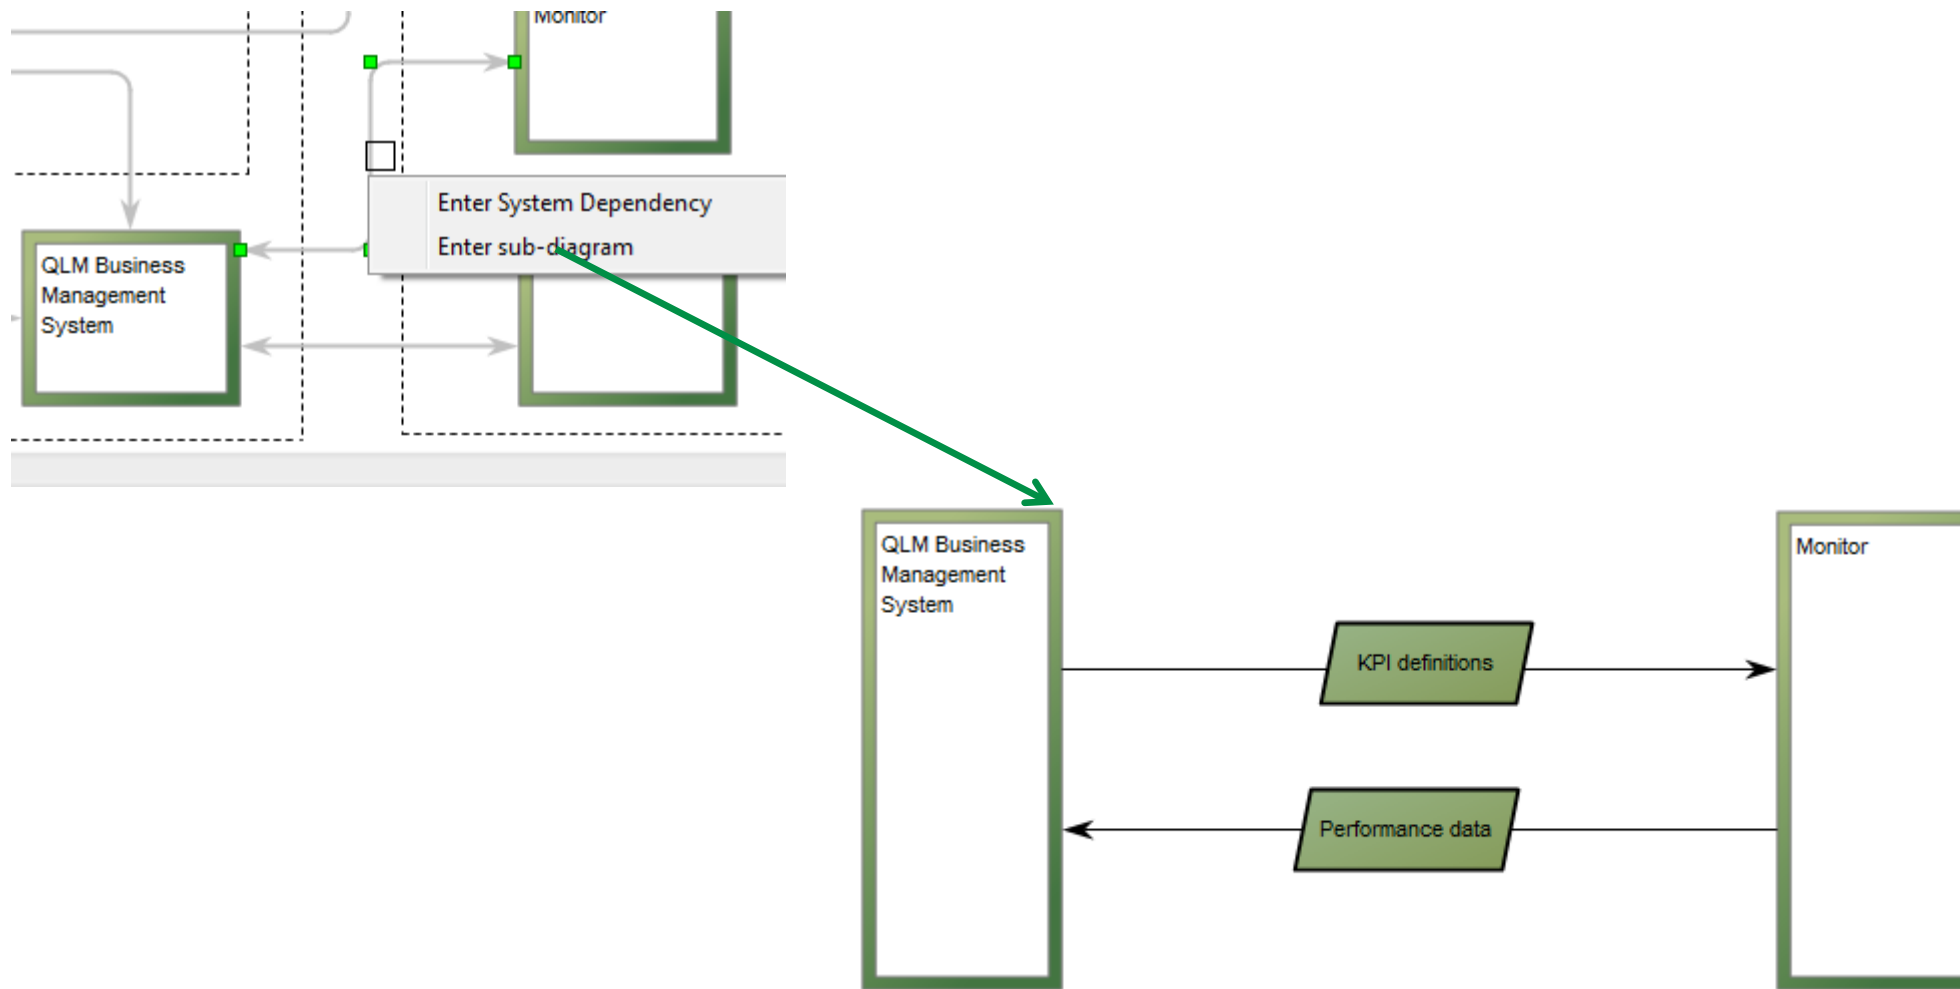 Monitor
Enter System Dependency
Enter sub-diagram
QLM Business
Management
System
QLM Business
Management
System
Monitor
KPI definitions
Performance data